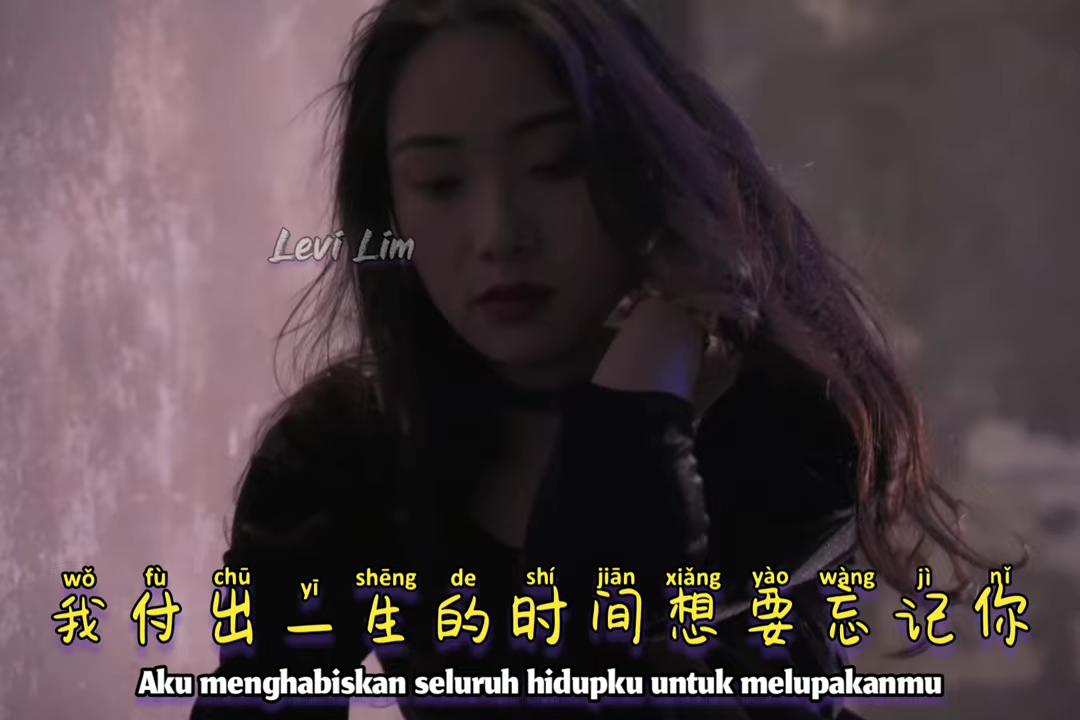 Levi Lim
wǒ fù chū yī shēng de shí jiān xiǎng yào wàng jì nǐ
我付出一生的时间想要忘记你
Aku menghabiskan seluruh hidupku untuk melupakanmu